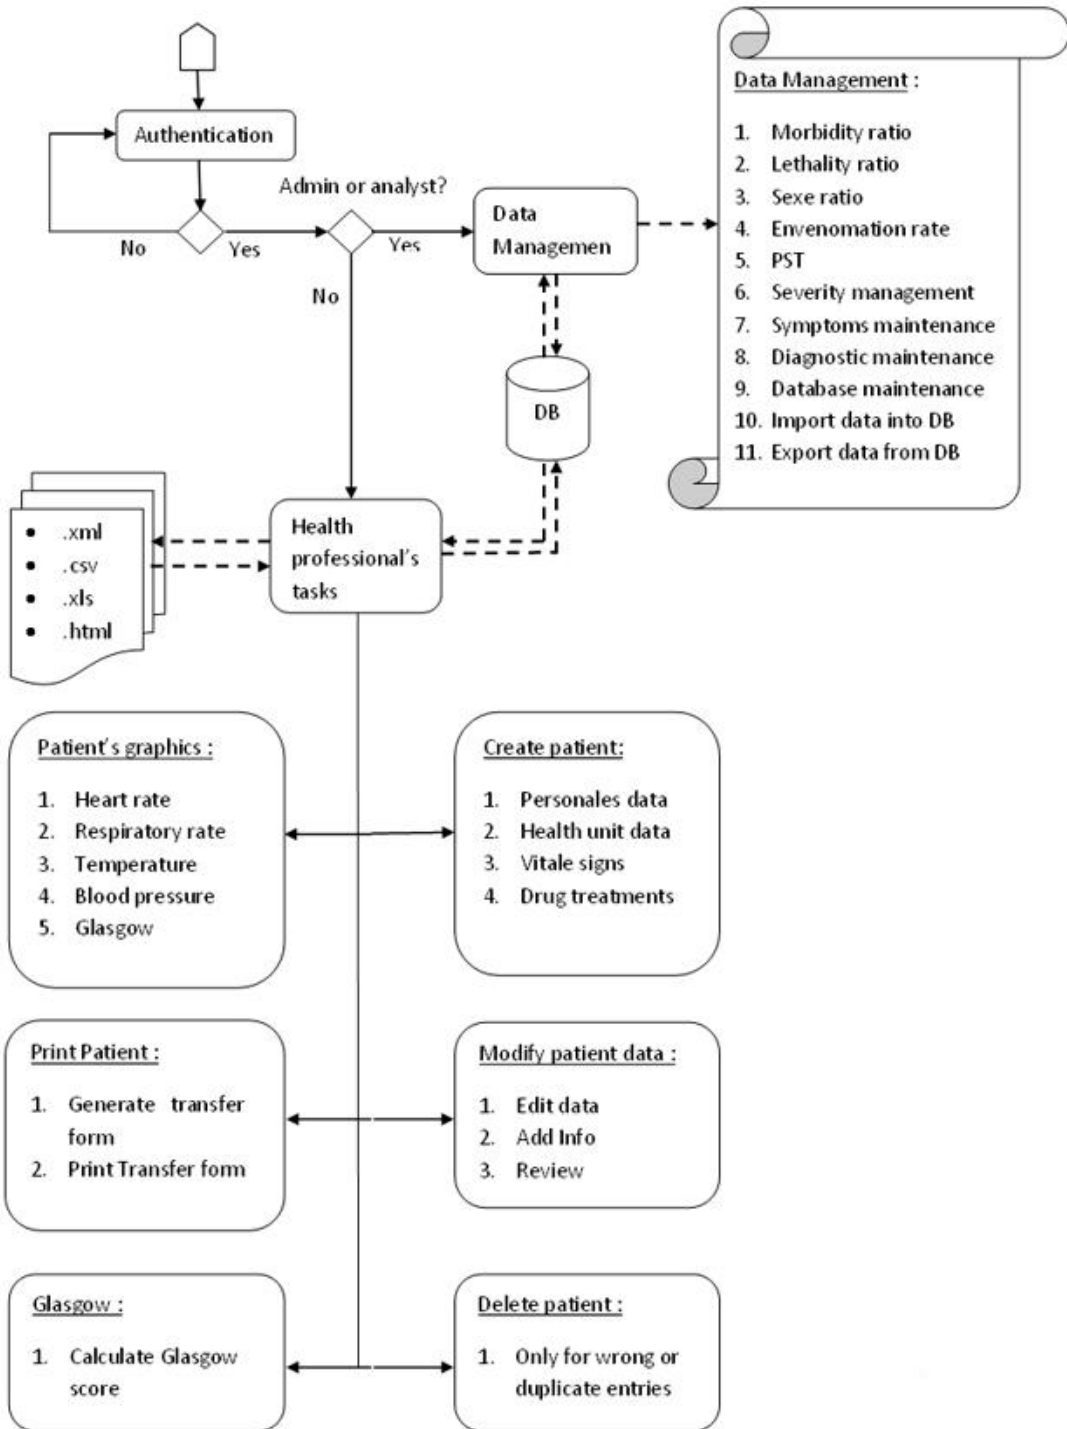 Authentication
Admin or analyst?
No
Yes
Yes
No
Data
Managemen
DB
Data Management :
1. Morbidity ratio
2. Lethality ratio
3. Sexe ratio
4. Envenomation rate
5. PST
6. Severity management
7. Symptoms maintenance
8. Diagnostic maintenance
9. Database maintenance
10. Import data into DB
11. Export data from DB
• .xml
• .csv
• .xls
• .html
Health
professional's
tasks
Patient's graphics :
1. Heart rate
2. Respiratory rate
3. Temperature
4. Blood pressure
5. Glasgow
Create patient:
1. Personales data
2. Health unit data
3. Vitale signs
4. Drug treatments
Print Patient :
1. Generate transfer
form
2. Print Transfer form
Modify patient data :
1. Edit data
2. Add Info
3. Review
Glasgow :
1. Calculate Glasgow
score
Delete patient :
1. Only for wrong or
duplicate entries